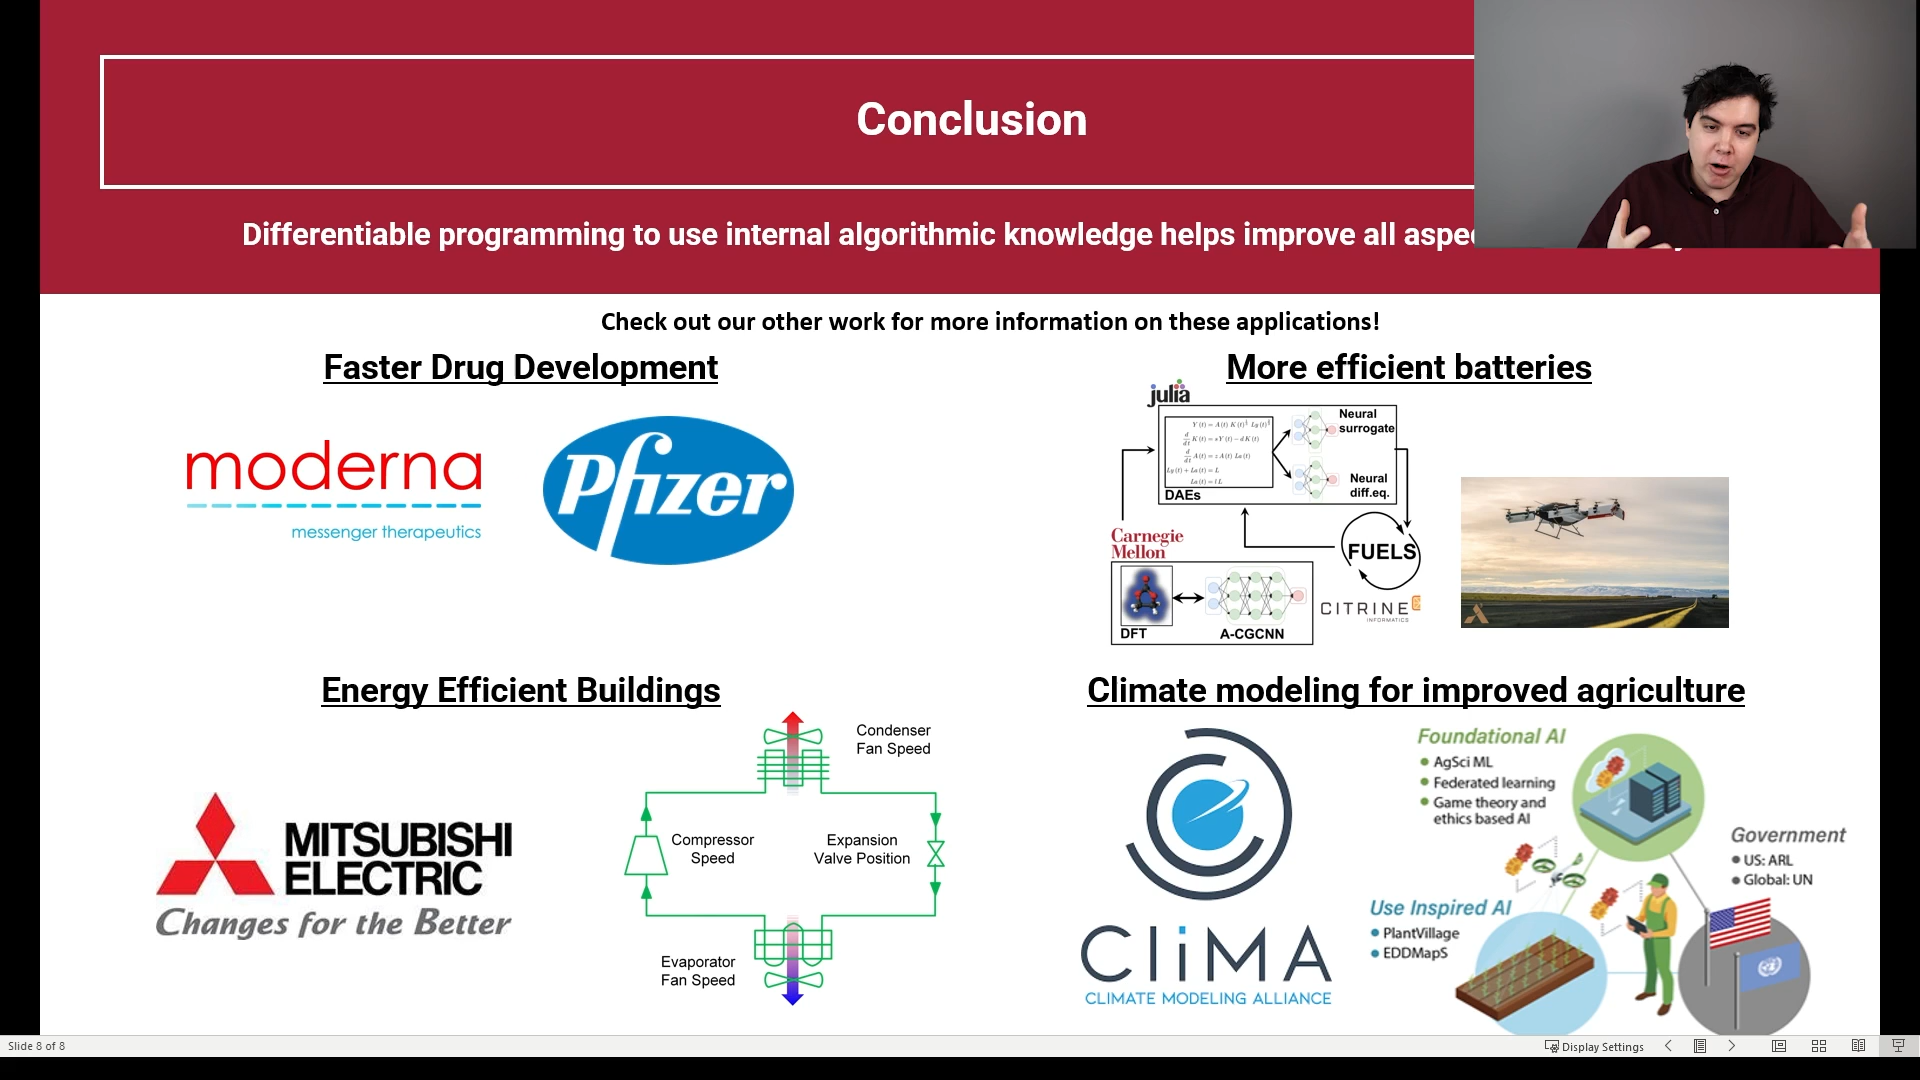 Conclusion
Differentiable programming to use internal algorithmic knowledge helps improve all
Check out our other work for more information on these applications!
Faster Drug Development
moderna
messenger therapeutics
Pfizer
More efficient batteries
julia
Neural
surrogate
Neural
diff.eq.
DAEs
Carnegie
Mellon
FUELS
CITRINE
INFORMATICS
DFT
A-CGCNN
Energy Efficient Buildings
MITSUBISHI
ELECTRIC
Changes for the Better
Condenser
Fan Speed
Compressor
Speed
Expansion
Valve Position
Evaporator
Fan Speed
Climate modeling for improved agriculture
CliMA
CLIMATE MODELING ALLIANCE
Foundational AI
AgSci ML
Federated learning
Game theory and
ethics based AI
Government
US: ARL
Global: UN
Use Inspired AI
PlantVillage
EDDMapS
Slide 8 of 8
Display Settings